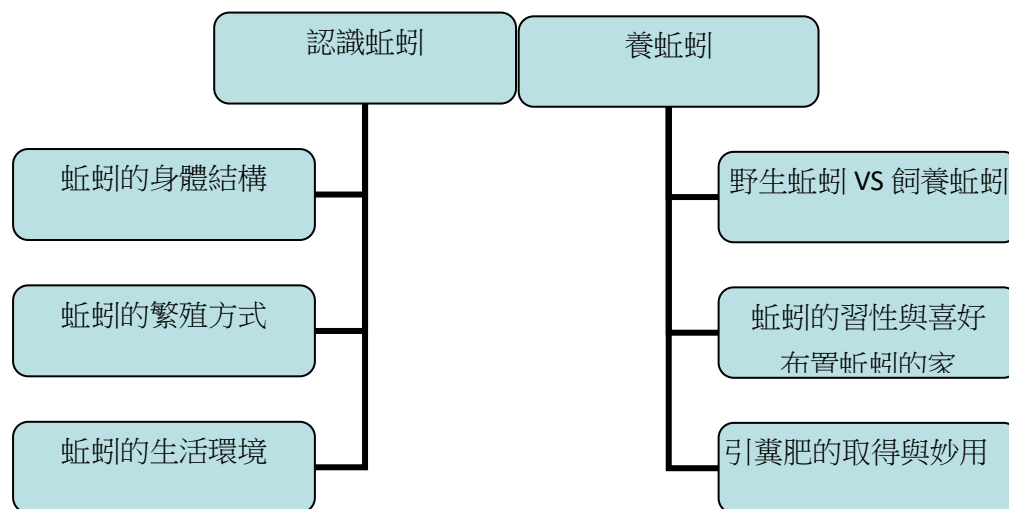 認識蚯蚓
養蚯蚓
蚯蚓的身體結構
野生蚯蚓 VS 飼養蚯蚓
蚯蚓的繁殖方式
蚯蚓的習性與喜好
布置蚯蚓的家
蚯蚓的生活環境
引糞肥的取得與妙用